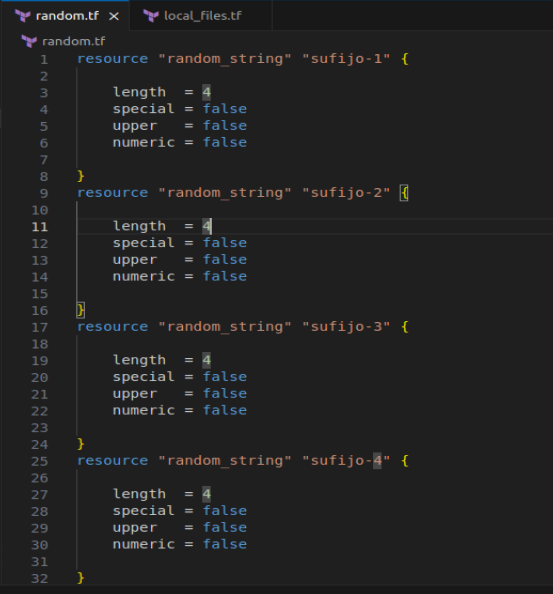 random.tf × local_files.tf
random.tf
1 resource "random_string" "sufijo-1" {
2
3     length  = 4
4     special = false
5     upper   = false
6     numeric = false
7
8 }
9 resource "random_string" "sufijo-2" {
10
11     length  = 4
12     special = false
13     upper   = false
14     numeric = false
15
16 }
17 resource "random_string" "sufijo-3" {
18
19     length  = 4
20     special = false
21     upper   = false
22     numeric = false
23
24 }
25 resource "random_string" "sufijo-4" {
26
27     length  = 4
28     special = false
29     upper   = false
30     numeric = false
31
32 }